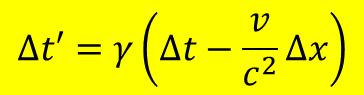 Δt′ = γ(Δt − v/c² Δx)